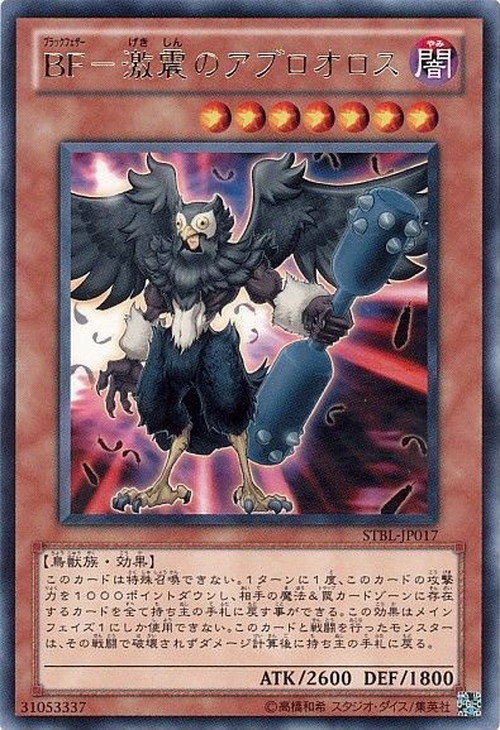 ブラックフェザー げきしん
BF－激震のアブロオロス
やみ
闇
STBL-JP017
【鳥獣族・効果】
このカードは特殊召喚できない。1ターンに1度、このカードの攻撃
力を1000ポイントダウンし、相手の魔法&罠カードゾーンに存在
するカードを全て持ち主の手札に戻す事ができる。この効果はメイン
フェイズ1にしか使用できない。このカードと戦闘を行ったモンスター
は、その戦闘で破壊されずダメージ計算後に持ち主の手札に戻る。
ATK/2600 DEF/1800
31053337 ©高橋和希 スタジオ・ダイス/集英社